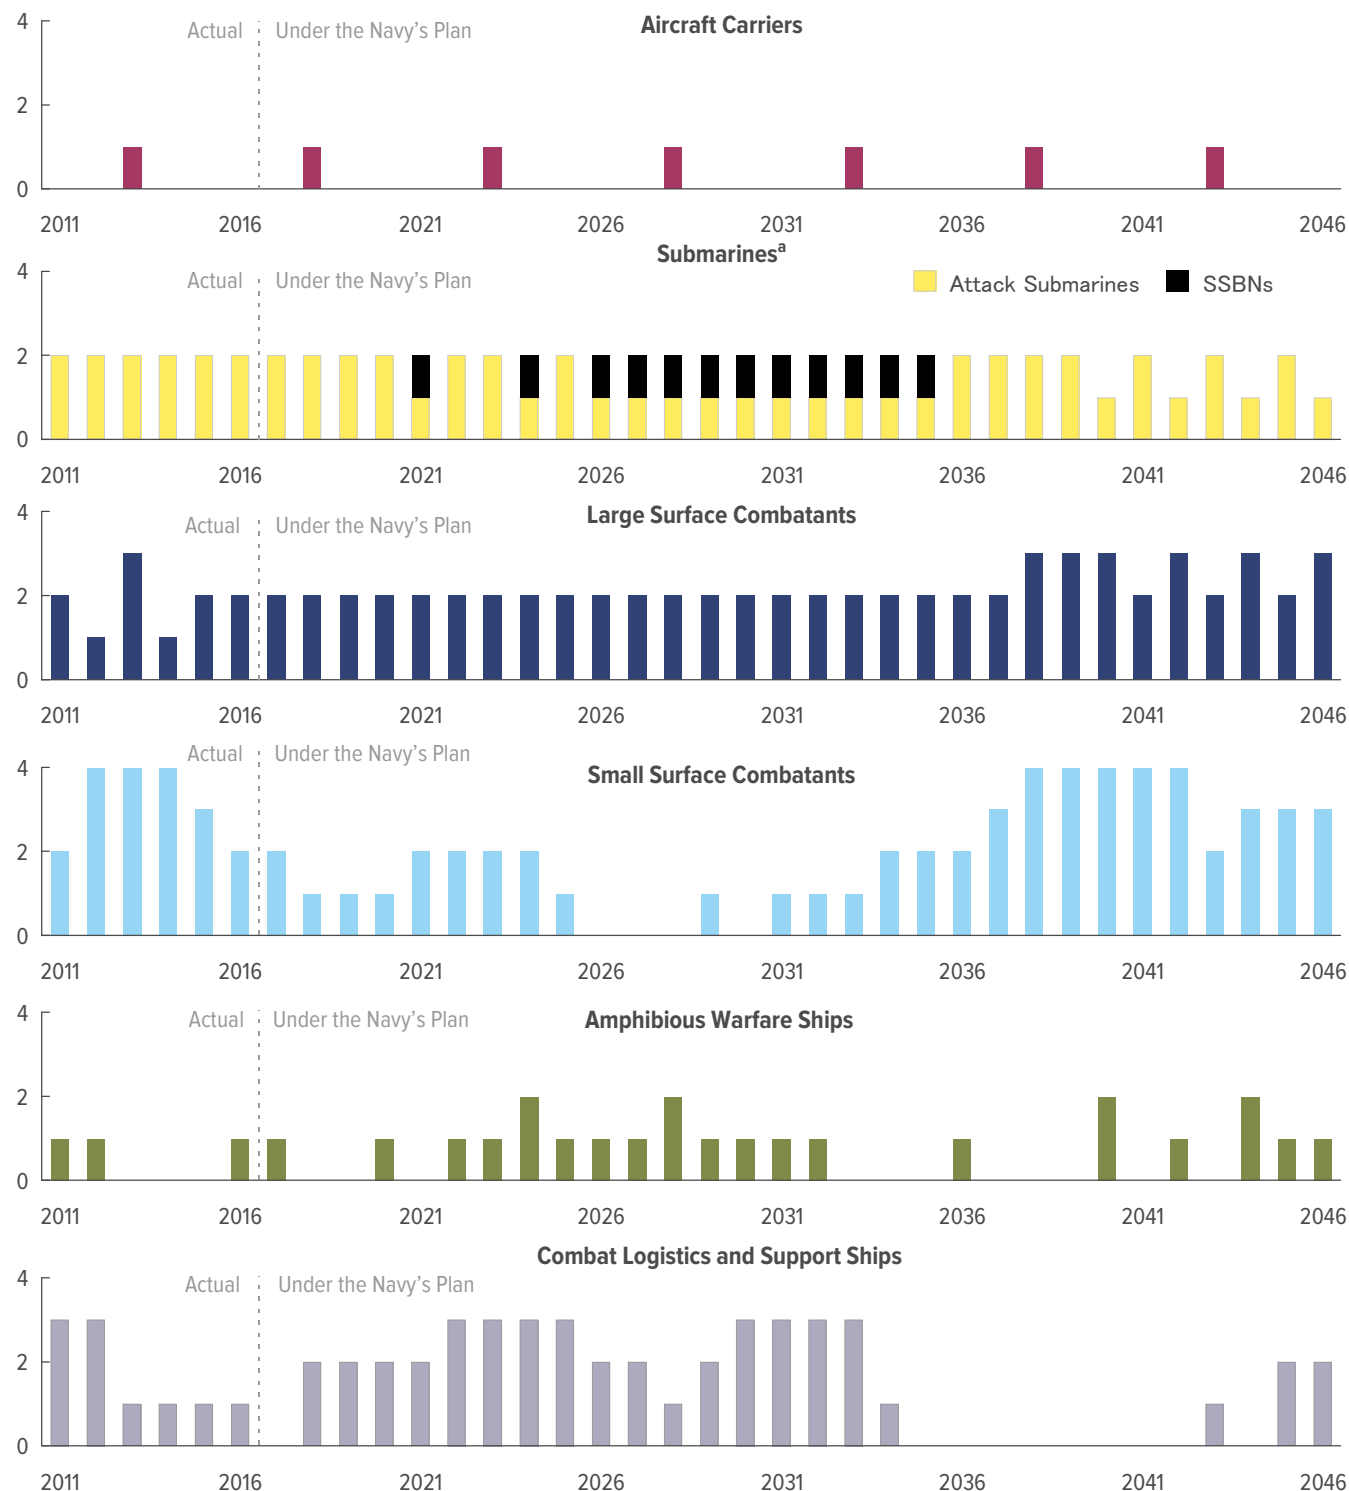 Aircraft Carriers
Actual Under the Navy's Plan
4
2
0
2011 2016 2021 2026 2031 2036 2041 2046
Submarinesᵃ
Actual Under the Navy's Plan
Attack Submarines SSBNs
4
2
0
2011 2016 2021 2026 2031 2036 2041 2046
Large Surface Combatants
Actual Under the Navy's Plan
4
2
0
2011 2016 2021 2026 2031 2036 2041 2046
Small Surface Combatants
Actual Under the Navy's Plan
4
2
0
2011 2016 2021 2026 2031 2036 2041 2046
Amphibious Warfare Ships
Actual Under the Navy's Plan
4
2
0
2011 2016 2021 2026 2031 2036 2041 2046
Combat Logistics and Support Ships
Actual Under the Navy's Plan
4
2
0
2011 2016 2021 2026 2031 2036 2041 2046